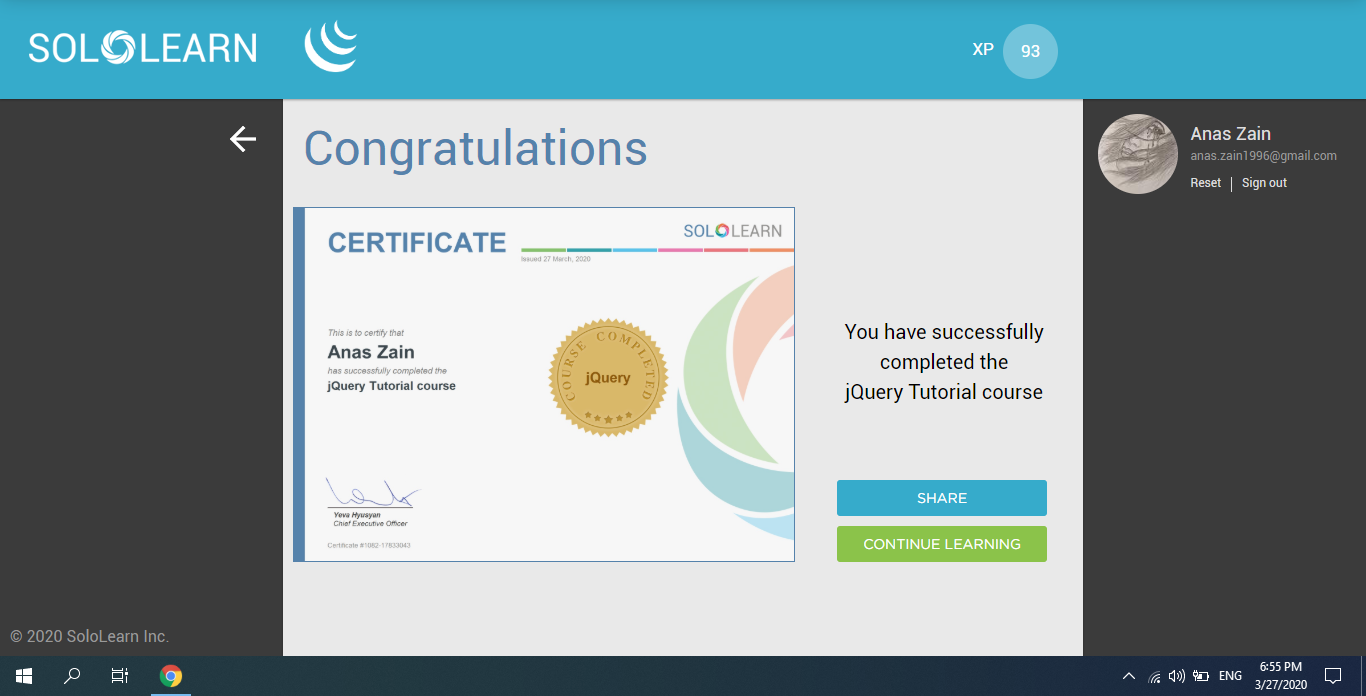 SOLOLEARN
XP 93
Congratulations
Anas Zain
anas.zain1996@gmail.com
Reset | Sign out
CERTIFICATE
SOLOLEARN
Issued 27 March, 2020
This is to certify that
Anas Zain
has successfully completed the
jQuery Tutorial course
COURSE COMPLETED
jQuery
Yeva Hyusyan
Chief Executive Officer
Certificate #1082-17833043
You have successfully
completed the
jQuery Tutorial course
SHARE
CONTINUE LEARNING
© 2020 SoloLearn Inc.
ENG
6:55 PM
3/27/2020